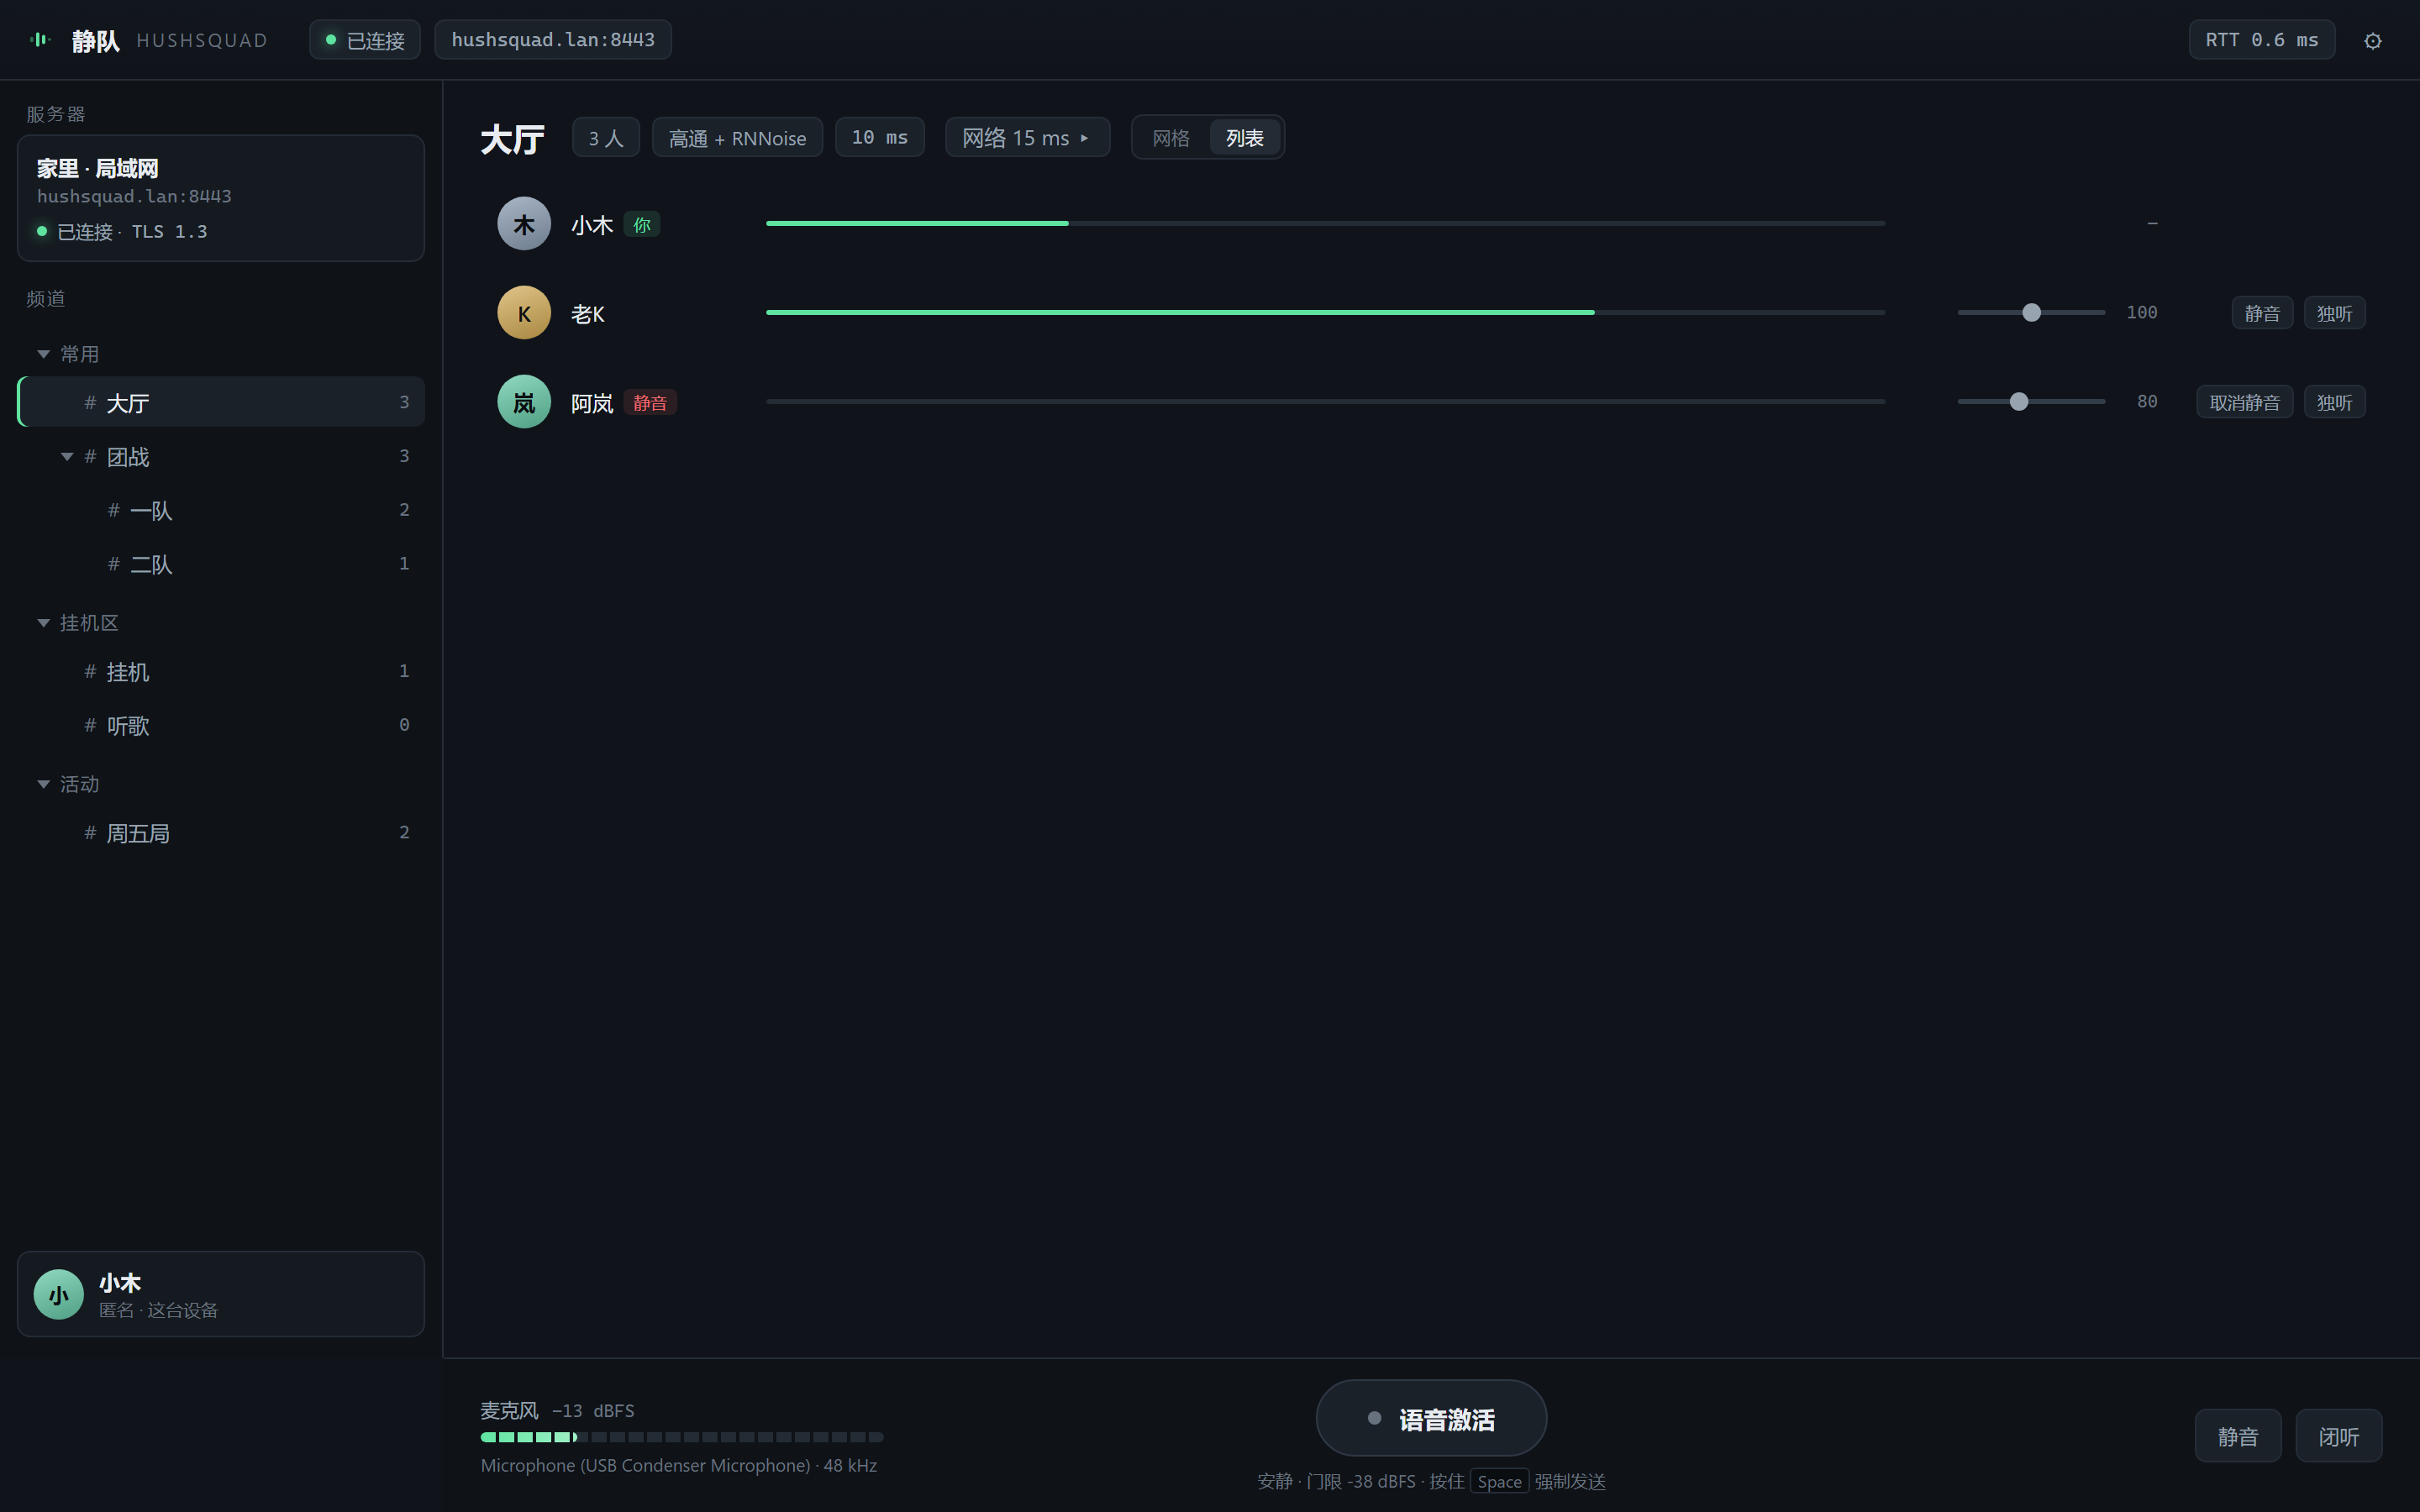 静队 HUSHSQUAD 已连接 hushsquad.lan:8443 RTT 0.6 ms
服务器
家里 · 局域网
hushsquad.lan:8443
已连接 · TLS 1.3
频道
常用
# 大厅 3
# 团战 3
# 一队 2
# 二队 1
挂机区
# 挂机 1
# 听歌 0
活动
# 周五局 2
小 小木
匿名 · 这台设备
大厅 3 人 高通 + RNNoise 10 ms 网络 15 ms ▸ 网格 列表
木 小木 你 –
K 老K 100 静音 独听
岚 阿岚 静音 80 取消静音 独听
麦克风 −13 dBFS
Microphone (USB Condenser Microphone) · 48 kHz
语音激活
安静 · 门限 -38 dBFS · 按住 Space 强制发送
静音 闭听